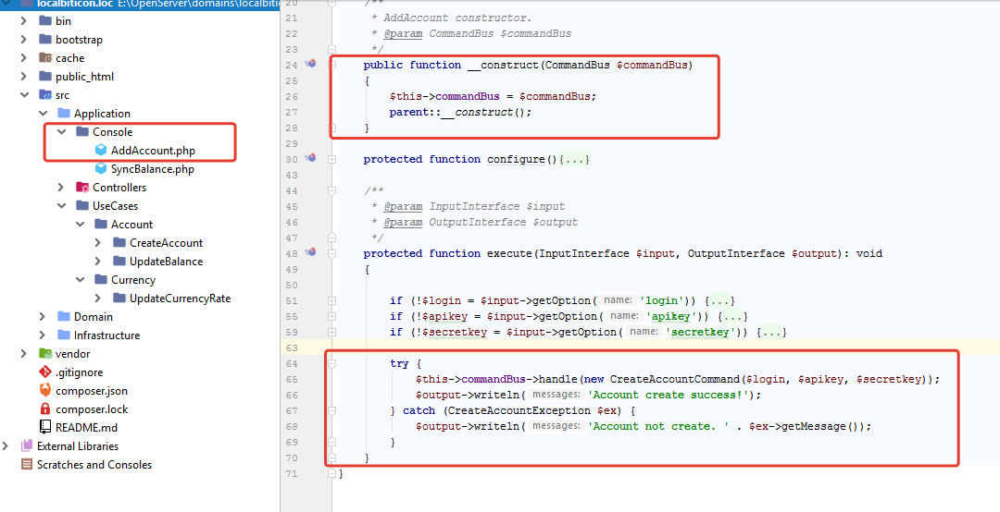 localbiticon.loc E:\OpenServer\domains\localbitic
bin
bootstrap
cache
public_html
src
Application
Console
AddAccount.php
SyncBalance.php
Controllers
UseCases
Account
CreateAccount
UpdateBalance
Currency
UpdateCurrencyRate
Domain
Infrastructure
vendor
.gitignore
composer.json
composer.lock
README.md
External Libraries
Scratches and Consoles
20 /**
21 * AddAccount constructor.
22 * @param CommandBus $commandBus
23 */
24 public function __construct(CommandBus $commandBus)
25 {
26 $this->commandBus = $commandBus;
27 parent::__construct();
28 }
29
30 protected function configure(){...}
43
44 /**
45 * @param InputInterface $input
46 * @param OutputInterface $output
47 */
48 protected function execute(InputInterface $input, OutputInterface $output): void
49 {
50
51 if (!$login = $input->getOption( name: 'login')) {...}
55 if (!$apikey = $input->getOption( name: 'apikey')) {...}
59 if (!$secretkey = $input->getOption( name: 'secretkey')) {...}
63
64 try {
65 $this->commandBus->handle(new CreateAccountCommand($login, $apikey, $secretkey));
66 $output->writeln( messages: 'Account create success!');
67 } catch (CreateAccountException $ex) {
68 $output->writeln( messages: 'Account not create. ' . $ex->getMessage());
69 }
70 }
71 }